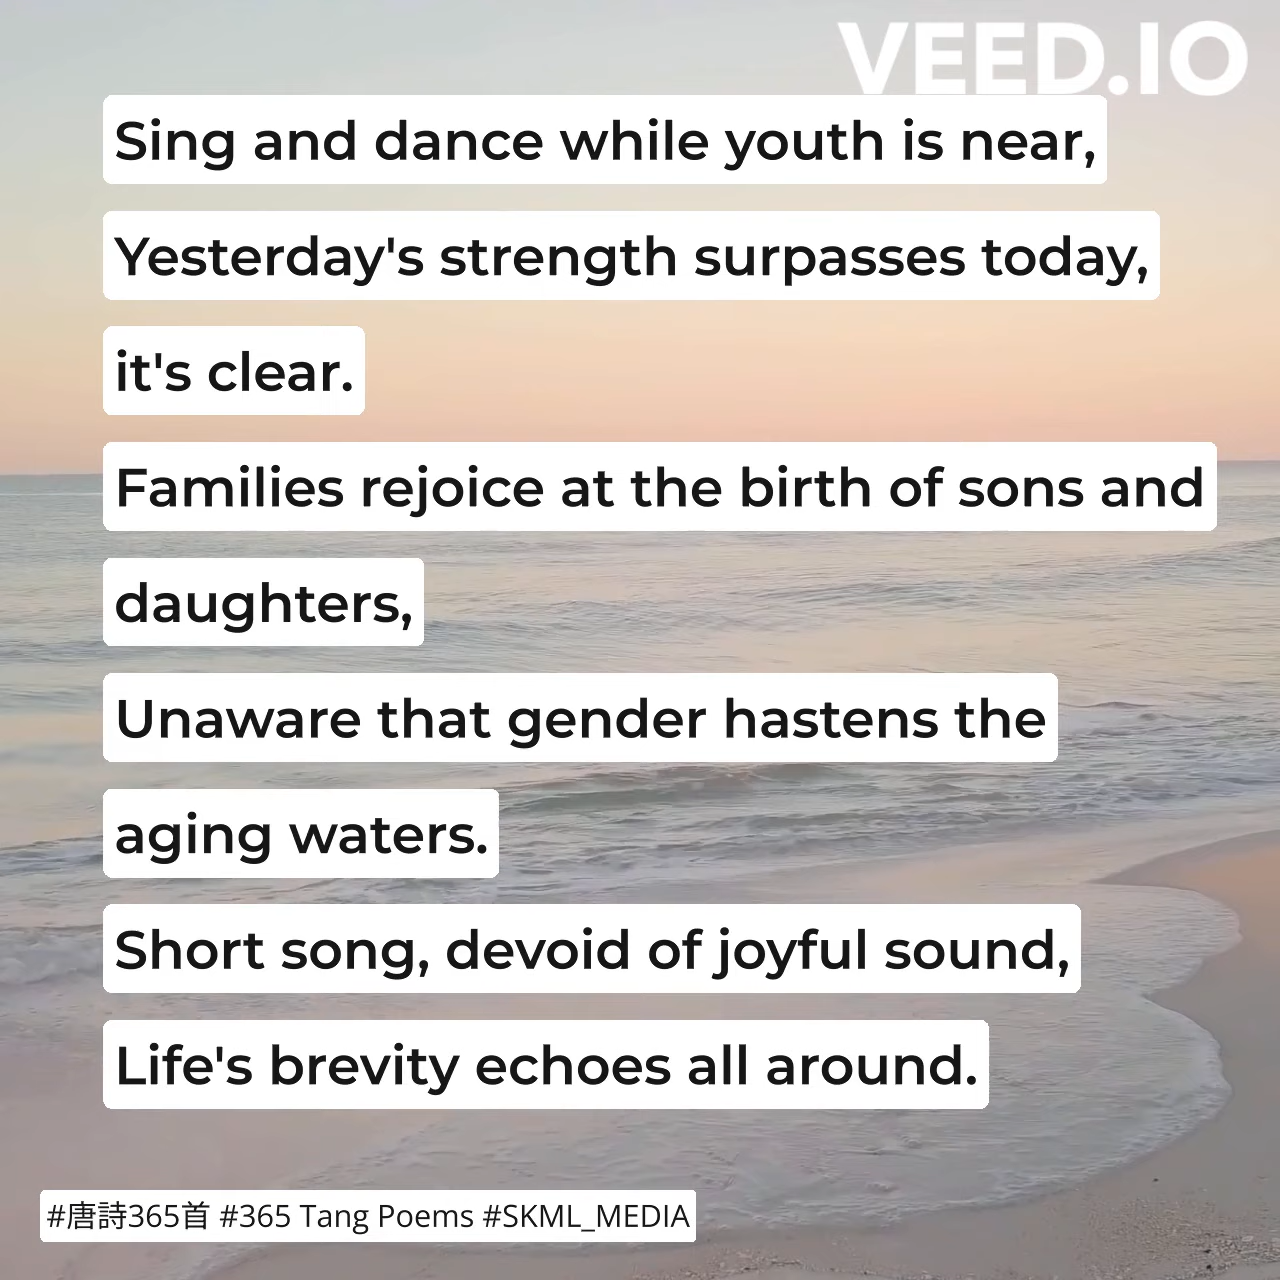 VEED.IO
Sing and dance while youth is near,
Yesterday's strength surpasses today,
it's clear.
Families rejoice at the birth of sons and
daughters,
Unaware that gender hastens the
aging waters.
Short song, devoid of joyful sound,
Life's brevity echoes all around.
#唐詩365首 #365 Tang Poems #SKML_MEDIA